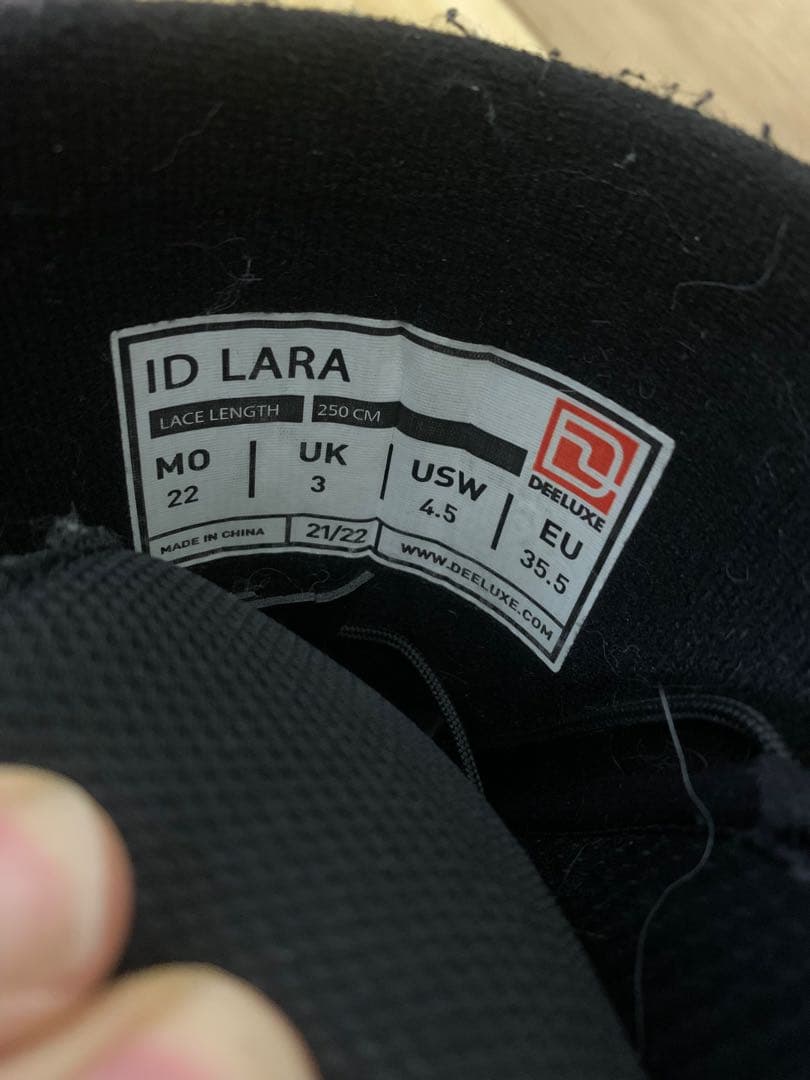 ID LARA
LACE LENGTH 250 CM
MO UK USW EU
22 3 4.5 35.5
DEELUXE
MADE IN CHINA 21/22 WWW.DEELUXE.COM